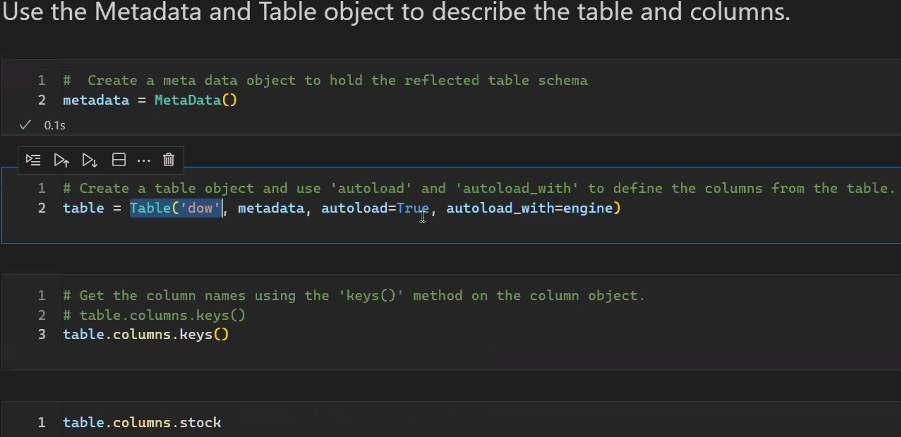 Use the Metadata and Table object to describe the table and columns.
1 #  Create a meta data object to hold the reflected table schema
2 metadata = MetaData()
0.1s
1 # Create a table object and use 'autoload' and 'autoload_with' to define the columns from the table.
2 table = Table('dow', metadata, autoload=True, autoload_with=engine)
1 # Get the column names using the 'keys()' method on the column object.
2 # table.columns.keys()
3 table.columns.keys()
1 table.columns.stock